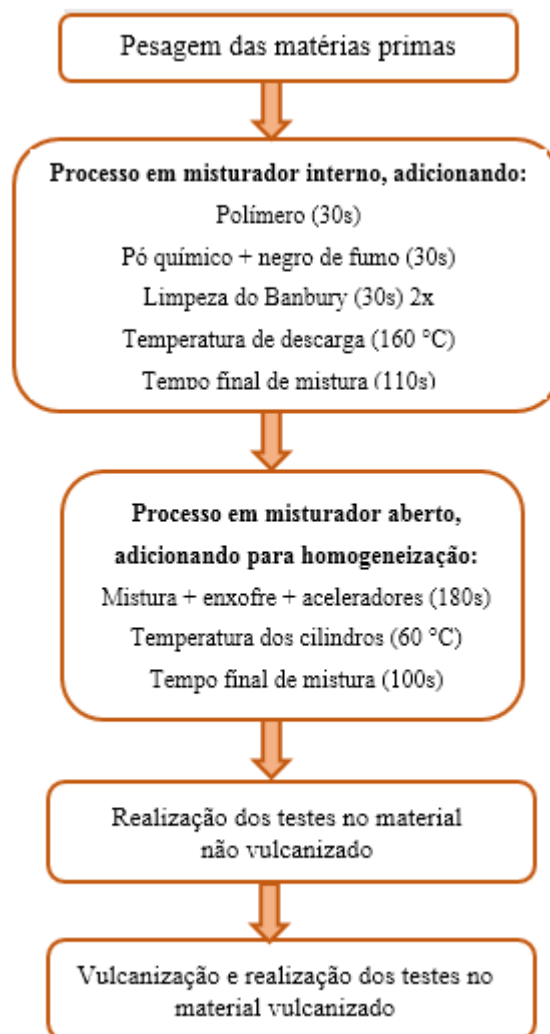 Pesagem das matérias primas
Processo em misturador interno, adicionando:
Polímero (30s)
Pó químico + negro de fumo (30s)
Limpeza do Banbury (30s) 2x
Temperatura de descarga (160 °C)
Tempo final de mistura (110s)
Processo em misturador aberto,
adicionando para homogeneização:
Mistura + enxofre + aceleradores (180s)
Temperatura dos cilindros (60 °C)
Tempo final de mistura (100s)
Realização dos testes no material
não vulcanizado
Vulcanização e realização dos testes no
material vulcanizado